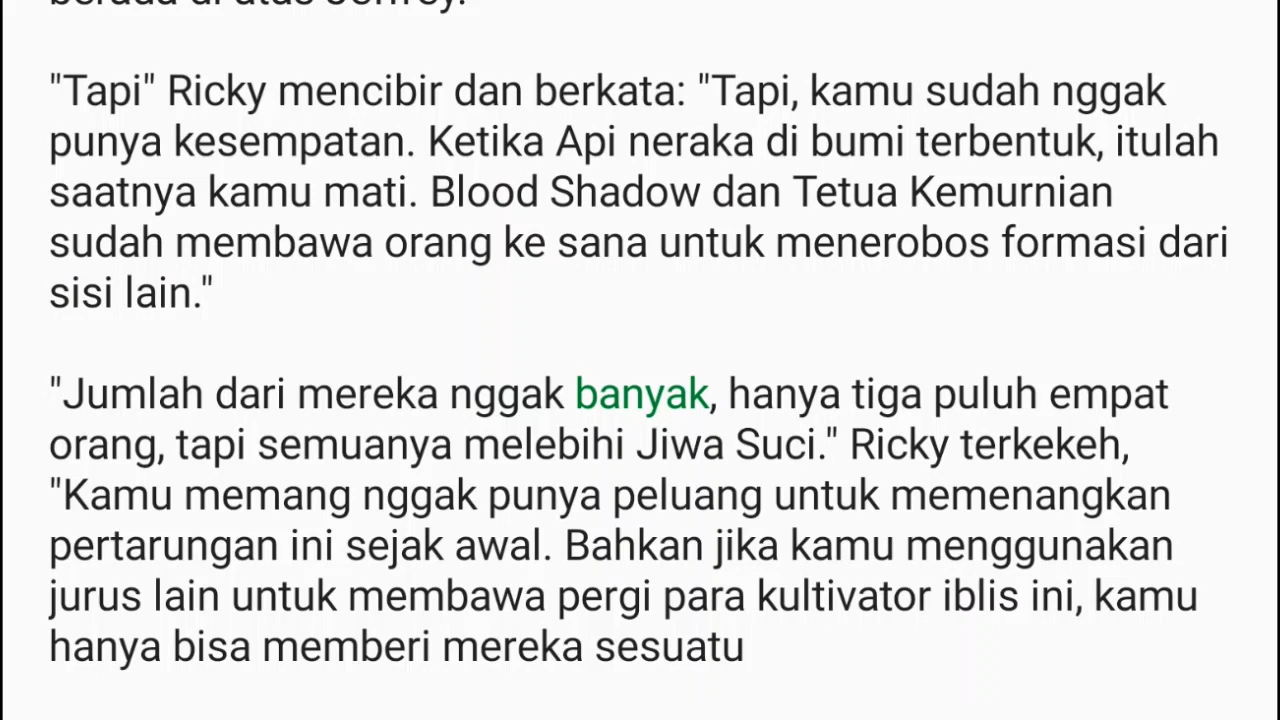 "Tapi" Ricky mencibir dan berkata: "Tapi, kamu sudah nggak
punya kesempatan. Ketika Api neraka di bumi terbentuk, itulah
saatnya kamu mati. Blood Shadow dan Tetua Kemurnian
sudah membawa orang ke sana untuk menerobos formasi dari
sisi lain."
"Jumlah dari mereka nggak banyak, hanya tiga puluh empat
orang, tapi semuanya melebihi Jiwa Suci." Ricky terkekeh,
"Kamu memang nggak punya peluang untuk memenangkan
pertarungan ini sejak awal. Bahkan jika kamu menggunakan
jurus lain untuk membawa pergi para kultivator iblis ini, kamu
hanya bisa memberi mereka sesuatu